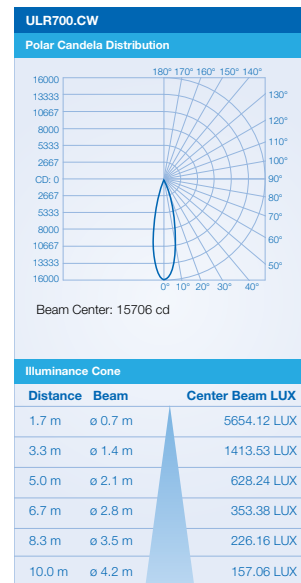 ULR700.CW
Polar Candela Distribution
180° 170° 160° 150° 140°
16000
13333
130°
10667
120°
8000
110°
5333
100°
2667
CD: 0
90°
2667
80°
5333
70°
8000
60°
10667
13333
50°
16000
0° 10° 20° 30° 40°
Beam Center: 15706 cd
Illuminance Cone
Distance Beam Center Beam LUX
1.7 m ø 0.7 m 5654.12 LUX
3.3 m ø 1.4 m 1413.53 LUX
5.0 m ø 2.1 m 628.24 LUX
6.7 m ø 2.8 m 353.38 LUX
8.3 m ø 3.5 m 226.16 LUX
10.0 m ø 4.2 m 157.06 LUX